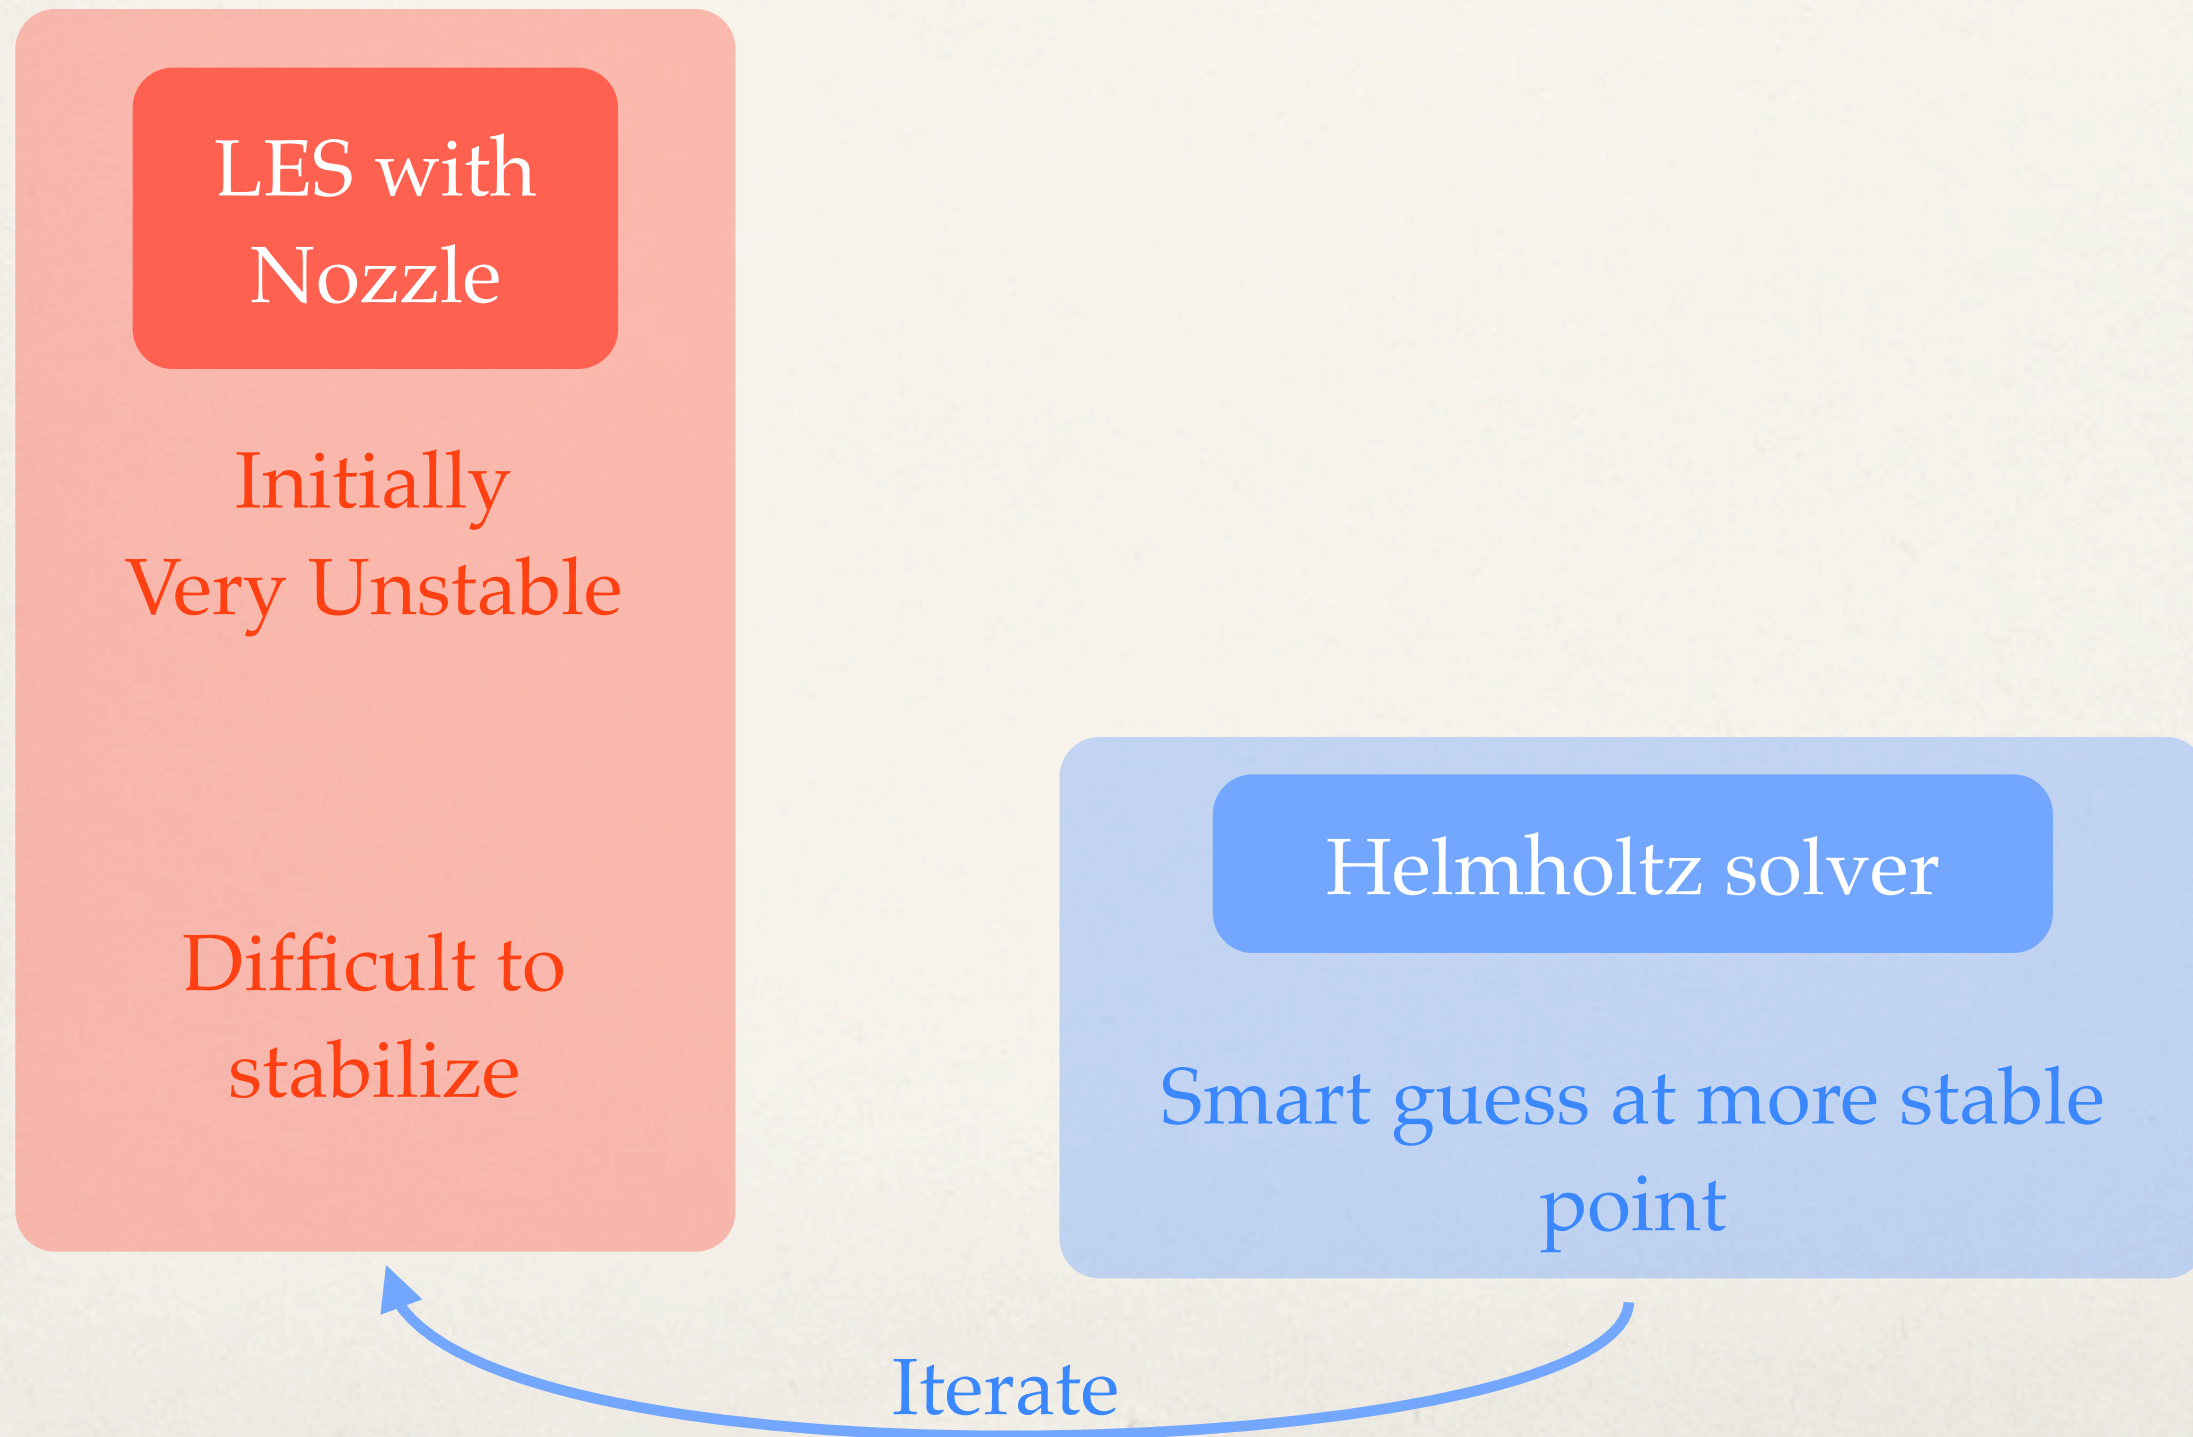 LES with
Nozzle
Initially
Very Unstable
Difficult to
stabilize
Helmholtz solver
Smart guess at more stable
point
Iterate